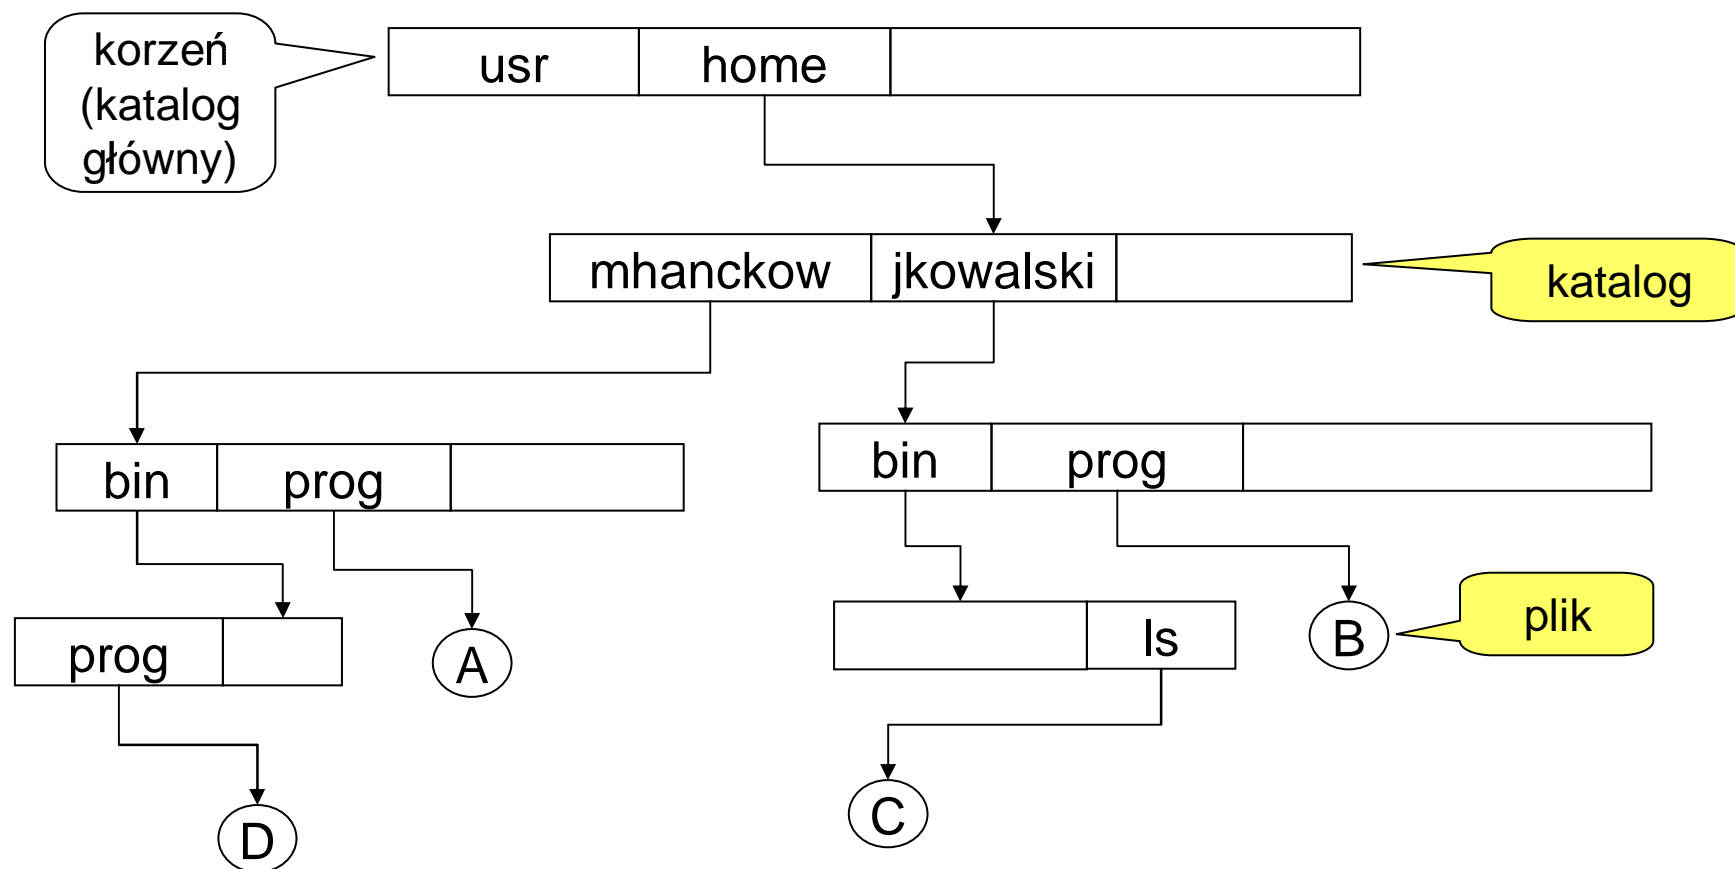 korzeń
(katalog
główny)
usr home
mhanckow jkowalski
katalog
bin prog
bin prog
prog
A
ls
B
plik
D
C